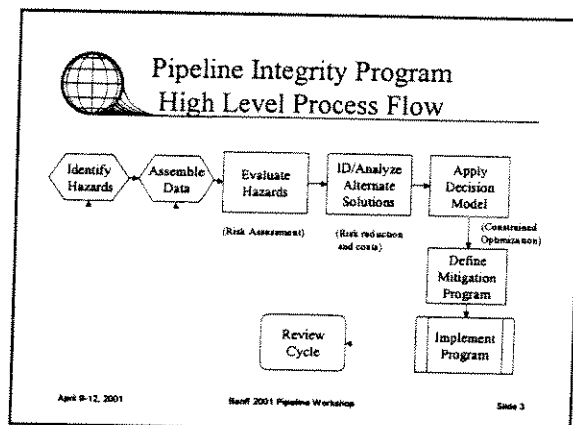 Pipeline Integrity Program
High Level Process Flow
Identify
Hazards
Assemble
Data
Evaluate
Hazards
ID/Analyze
Alternate
Solutions
Apply
Decision
Model
(Risk Assessment)
(Risk reduction
and costs)
(Constrained
Optimization)
Define
Mitigation
Program
Implement
Program
Review
Cycle
April 9-12, 2001
Banff 2001 Pipeline Workshop
Slide 3